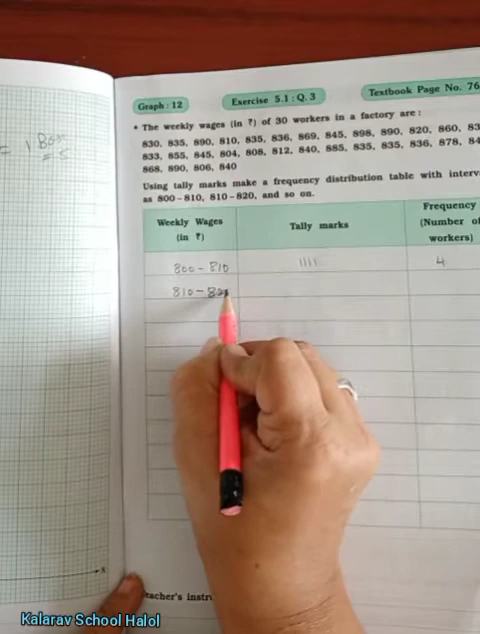 Graph : 12
Exercise 5.1 : Q. 3
Textbook Page No. 76
• The weekly wages (in ₹) of 30 workers in a factory are :
830, 835, 890, 810, 835, 836, 869, 845, 898, 890, 820, 860, 83
833, 855, 845, 804, 808, 812, 840, 885, 835, 835, 836, 878, 84
868, 890, 806, 840
Using tally marks make a frequency distribution table with interv
as 800-810, 810-820, and so on.
Weekly Wages (in ₹)
Tally marks
Frequency (Number of workers)
800 - 810
||||
4
810 -
eacher's instru
Kalarav School Halol